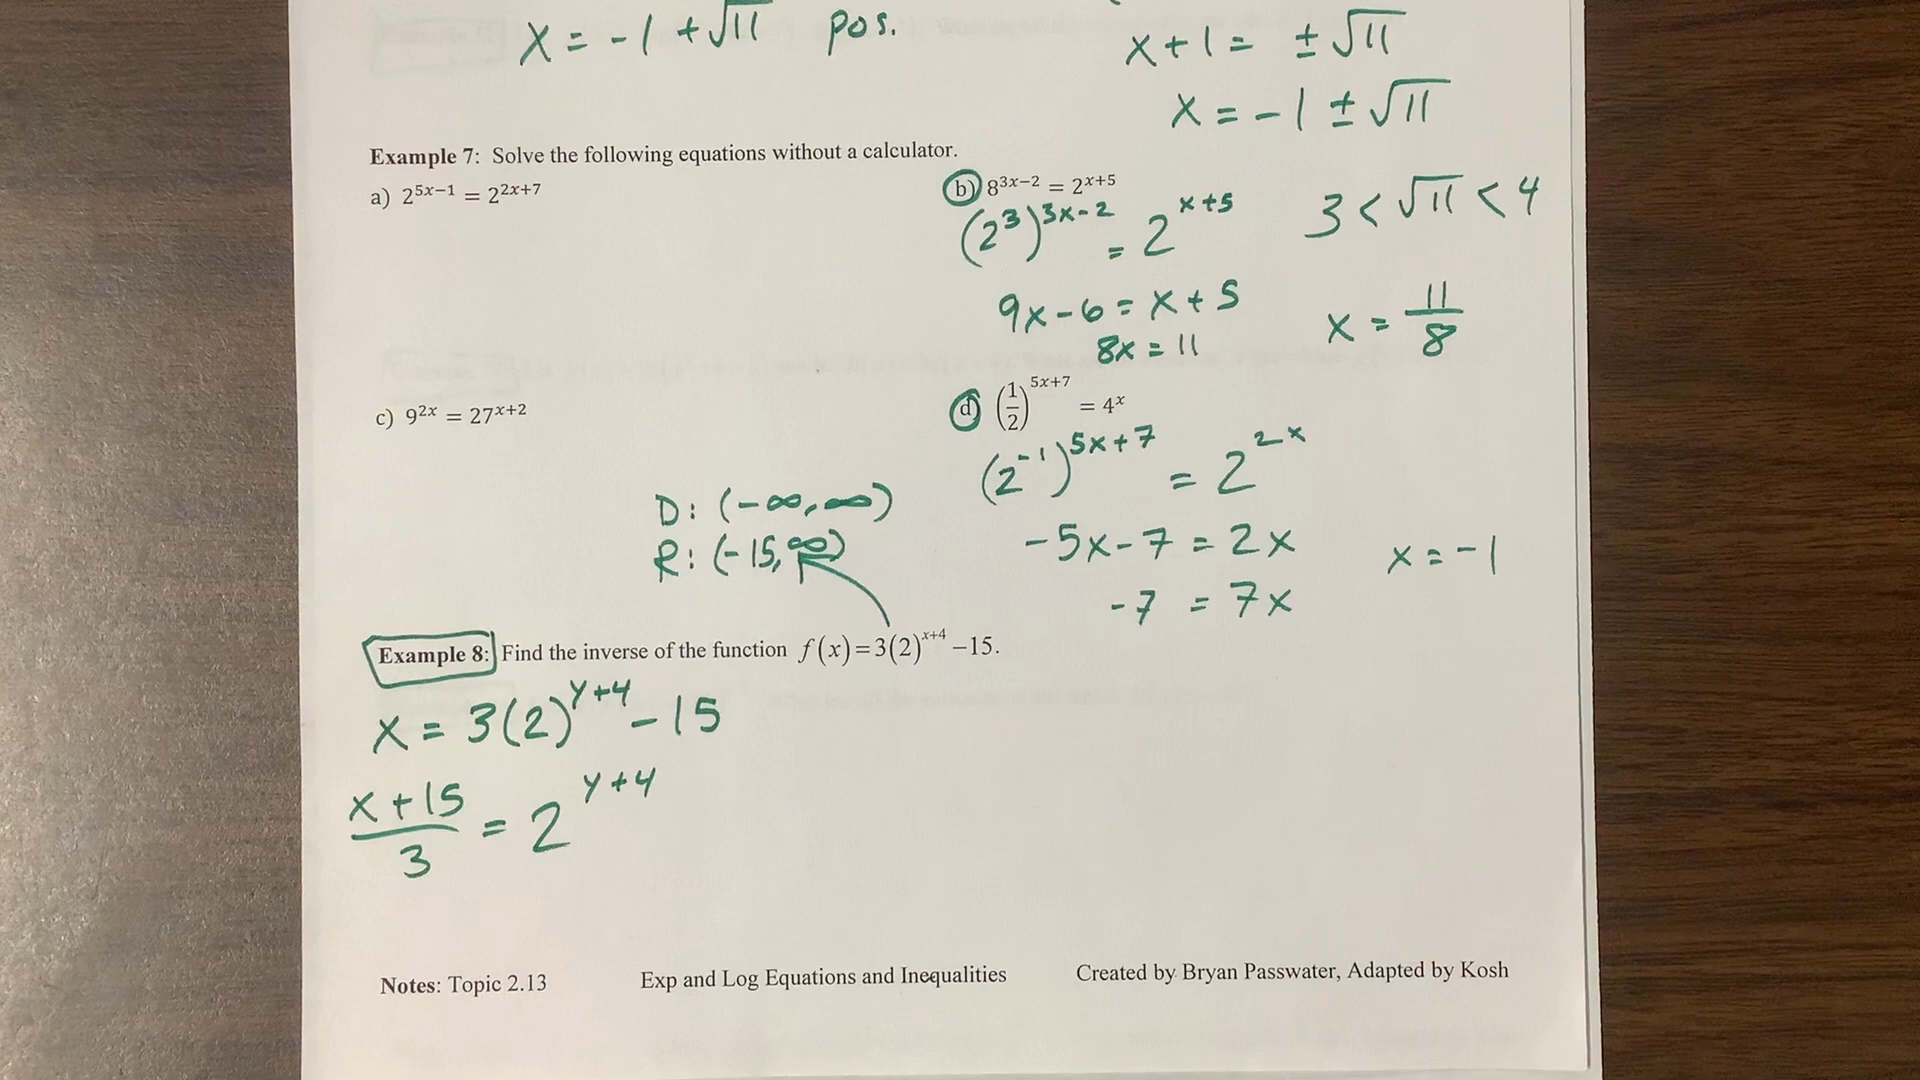 x = -1 + √11 pos.
x + 1 = ± √11
x = -1 ± √11
Example 7: Solve the following equations without a calculator.
a) 2^(5x−1) = 2^(2x+7)
b) 8^(3x−2) = 2^(x+5)
(2^3)^(3x-2) = 2^(x+5)
3 < √11 < 4
9x - 6 = x + 5
8x = 11
x = 11/8
c) 9^(2x) = 27^(x+2)
d) (1/2)^(5x+7) = 4^x
(2^-1)^(5x+7) = 2^(2x)
-5x - 7 = 2x
-7 = 7x
x = -1
D: (-∞, ∞)
R: (-15, ∞)
Example 8: Find the inverse of the function f(x)=3(2)^(x+4) −15.
x = 3(2)^(y+4) - 15
(x + 15)/3 = 2^(y+4)
Notes: Topic 2.13 Exp and Log Equations and Inequalities Created by Bryan Passwater, Adapted by Kosh